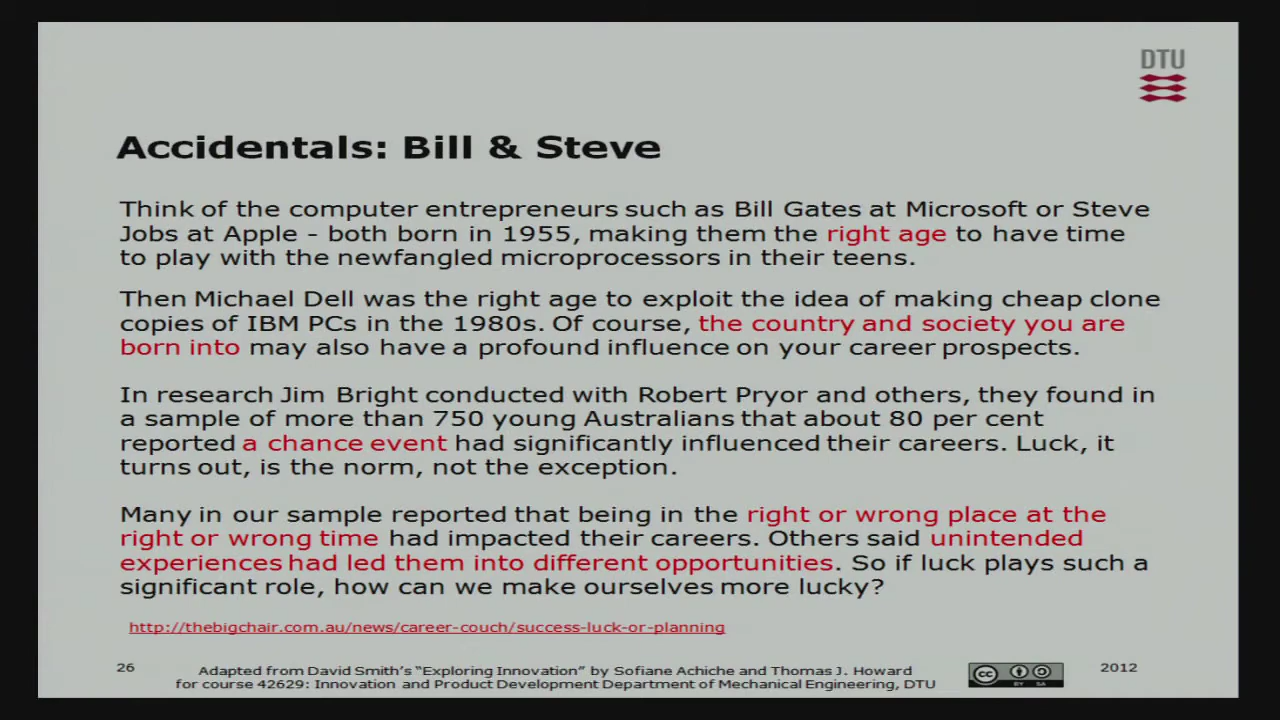 DTU
Accidentals: Bill & Steve
Think of the computer entrepreneurs such as Bill Gates at Microsoft or Steve
Jobs at Apple - both born in 1955, making them the right age to have time
to play with the newfangled microprocessors in their teens.
Then Michael Dell was the right age to exploit the idea of making cheap clone
copies of IBM PCs in the 1980s. Of course, the country and society you are
born into may also have a profound influence on your career prospects.
In research Jim Bright conducted with Robert Pryor and others, they found in
a sample of more than 750 young Australians that about 80 per cent
reported a chance event had significantly influenced their careers. Luck, it
turns out, is the norm, not the exception.
Many in our sample reported that being in the right or wrong place at the
right or wrong time had impacted their careers. Others said unintended
experiences had led them into different opportunities. So if luck plays such a
significant role, how can we make ourselves more lucky?
http://thebigchair.com.au/news/career-couch/success-luck-or-planning
26
Adapted from David Smith's "Exploring Innovation" by Sofiane Achiche and Thomas J. Howard
for course 42629: Innovation and Product Development Department of Mechanical Engineering, DTU
cc BY SA
2012